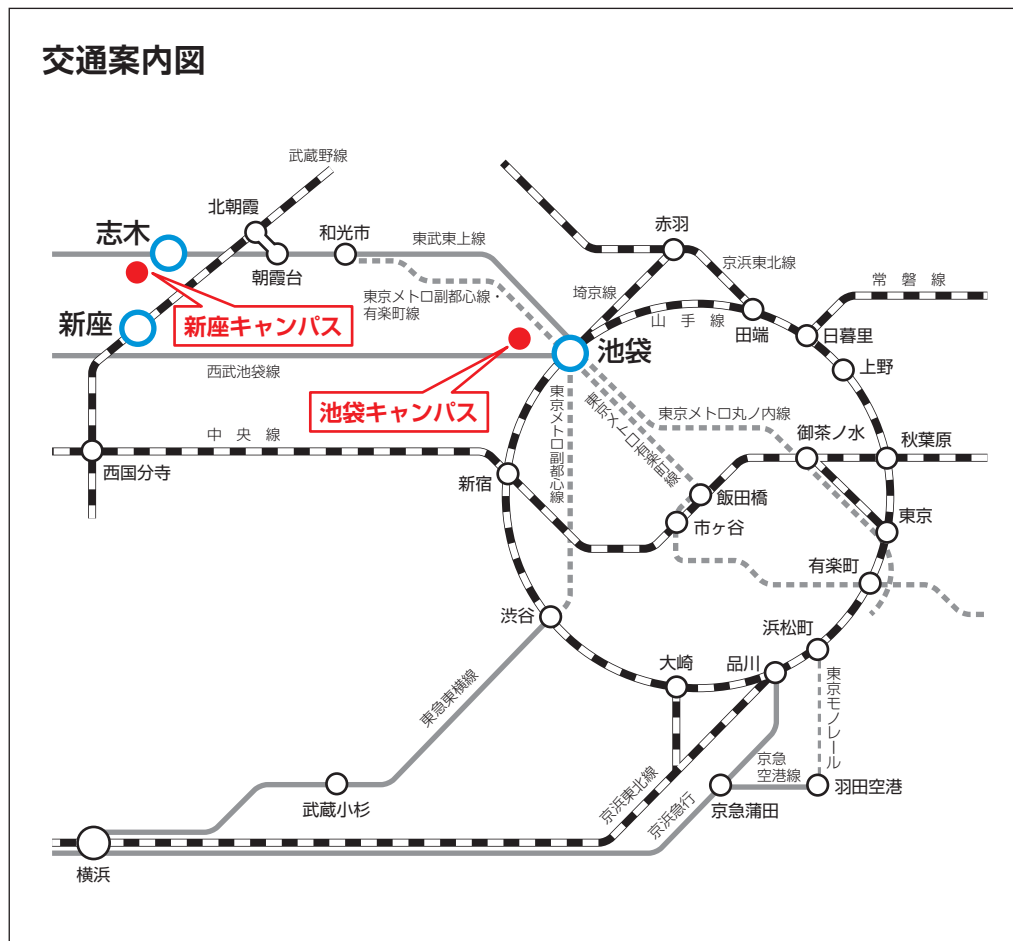 交通案内図
武蔵野線
北朝霞
志木
和光市
東武東上線
赤羽
京浜東北線
朝霞台
東京メトロ副都心線・
有楽町線
埼京線
常磐線
新座
新座キャンパス
山手線
田端
日暮里
池袋
上野
西武池袋線
池袋キャンパス
東京メトロ副都心線
東京メトロ有楽町線
東京メトロ丸ノ内線
中央線
御茶ノ水
秋葉原
西国分寺
新宿
飯田橋
市ヶ谷
東京
有楽町
渋谷
浜松町
大崎
品川
東急東横線
東京モノレール
京急
空港線
武蔵小杉
京浜東北線
京浜急行
京急蒲田
羽田空港
横浜